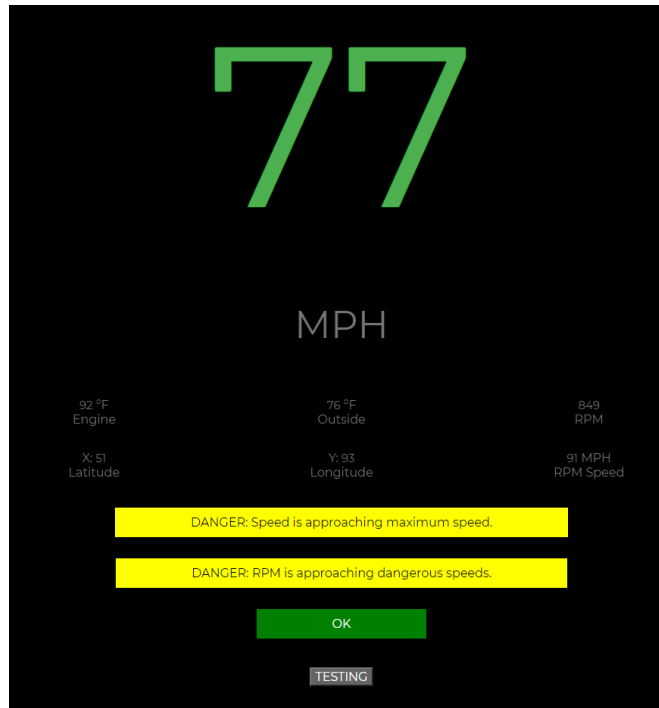 77
MPH
92 °F
Engine
76 °F
Outside
849
RPM
X: 51
Latitude
Y: 93
Longitude
91 MPH
RPM Speed
DANGER: Speed is approaching maximum speed.
DANGER: RPM is approaching dangerous speeds.
OK
TESTING